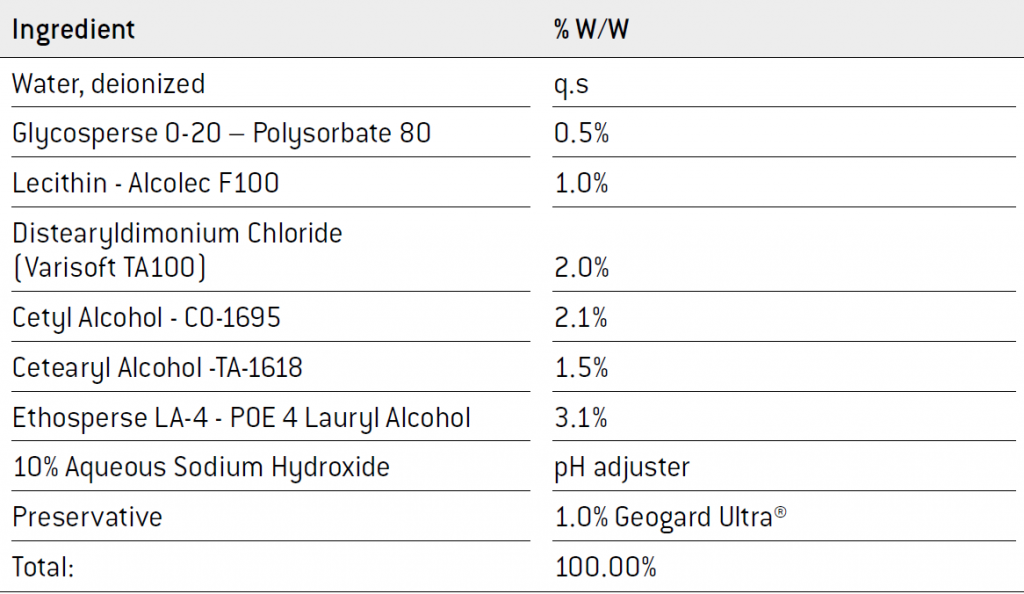 Ingredient % W/W
Water, deionized q.s
Glycosperse O-20 – Polysorbate 80 0.5%
Lecithin - Alcolec F100 1.0%
Distearyldimonium Chloride
(Varisoft TA100) 2.0%
Cetyl Alcohol - CO-1695 2.1%
Cetearyl Alcohol -TA-1618 1.5%
Ethosperse LA-4 - POE 4 Lauryl Alcohol 3.1%
10% Aqueous Sodium Hydroxide pH adjuster
Preservative 1.0% Geogard Ultra®
Total: 100.00%